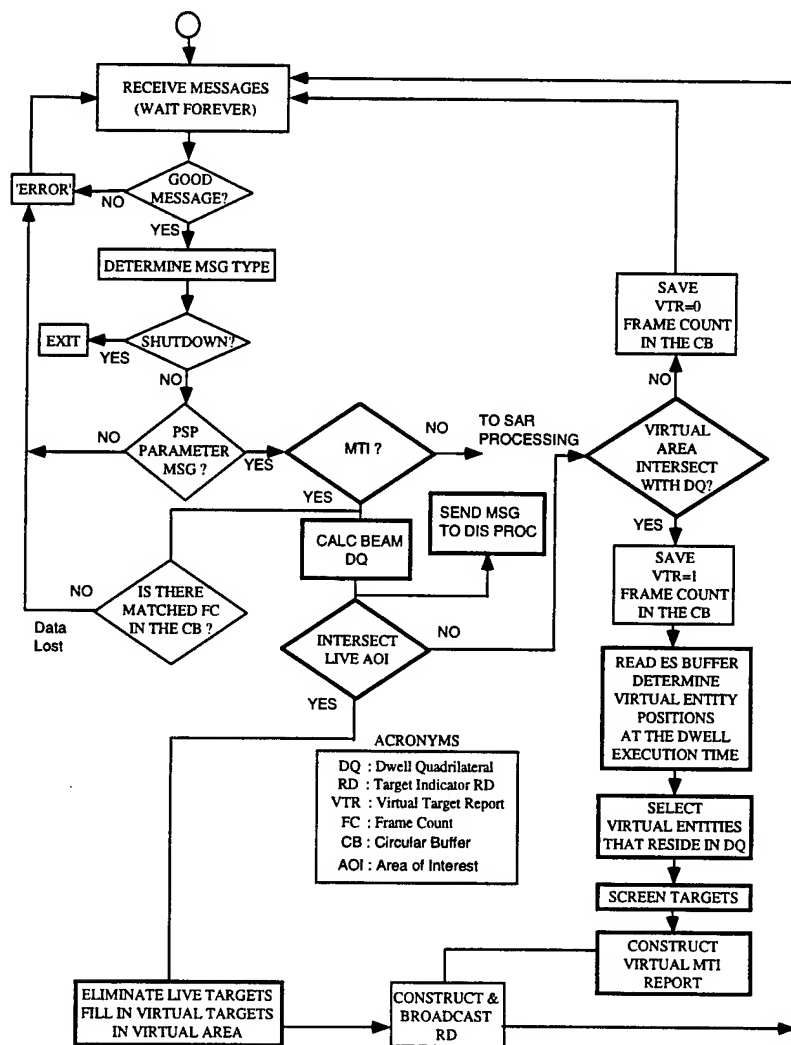 RECEIVE MESSAGES
(WAIT FOREVER)
'ERROR'
NO
GOOD
MESSAGE?
YES
DETERMINE MSG TYPE
EXIT
YES
SHUTDOWN?
NO
SAVE
VTR=0
FRAME COUNT
IN THE CB
NO
NO
PSP
PARAMETER
MSG ?
YES
MTI ?
NO
TO SAR
PROCESSING
VIRTUAL
AREA
INTERSECT
WITH DQ?
YES
YES
CALC BEAM
DQ
SEND MSG
TO DIS PROC
SAVE
VTR=1
FRAME COUNT
IN THE CB
NO
Data
Lost
IS THERE
MATCHED FC
IN THE CB ?
INTERSECT
LIVE AOI
NO
YES
READ ES BUFFER
DETERMINE
VIRTUAL ENTITY
POSITIONS
AT THE DWELL
EXECUTION TIME
ACRONYMS
DQ : Dwell Quadrilateral
RD : Target Indicator RD
VTR : Virtual Target Report
FC : Frame Count
CB : Circular Buffer
AOI : Area of Interest
SELECT
VIRTUAL ENTITIES
THAT RESIDE IN DQ
SCREEN TARGETS
CONSTRUCT
VIRTUAL MTI
REPORT
ELIMINATE LIVE TARGETS
FILL IN VIRTUAL TARGETS
IN VIRTUAL AREA
CONSTRUCT &
BROADCAST
RD